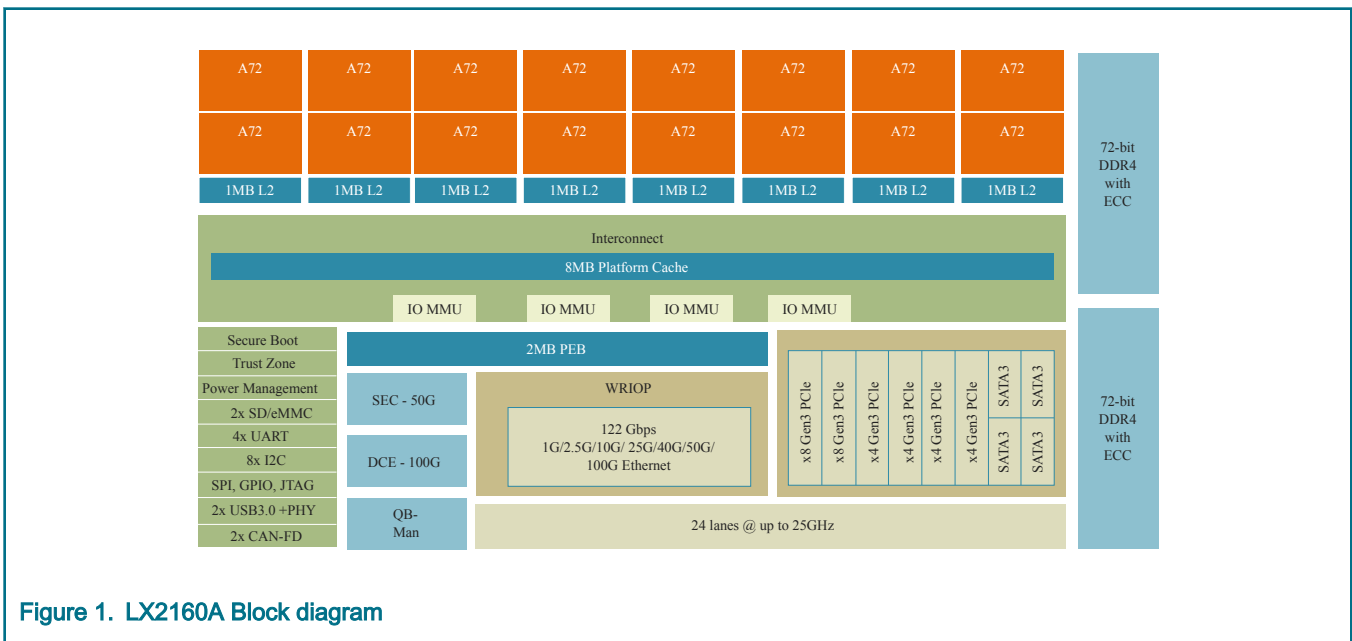 A72 A72 A72 A72 A72 A72 A72 A72
A72 A72 A72 A72 A72 A72 A72 A72
1MB L2 1MB L2 1MB L2 1MB L2 1MB L2 1MB L2 1MB L2 1MB L2
72-bit
DDR4
with
ECC
Interconnect
8MB Platform Cache
IO MMU IO MMU IO MMU IO MMU
Secure Boot
Trust Zone
Power Management
2x SD/eMMC
4x UART
8x I2C
SPI, GPIO, JTAG
2x USB3.0 +PHY
2x CAN-FD
2MB PEB
SEC - 50G
DCE - 100G
QB-
Man
WRIOP
122 Gbps
1G/2.5G/10G/ 25G/40G/50G/
100G Ethernet
x8 Gen3 PCIe
x8 Gen3 PCIe
x4 Gen3 PCIe
x4 Gen3 PCIe
x4 Gen3 PCIe
x4 Gen3 PCIe
SATA3
SATA3
SATA3
SATA3
24 lanes @ up to 25GHz
72-bit
DDR4
with
ECC
Figure 1. LX2160A Block diagram